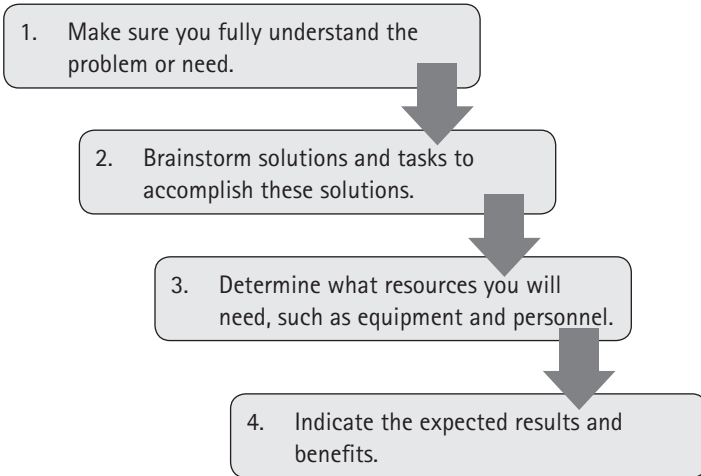 1. Make sure you fully understand the
problem or need.
2. Brainstorm solutions and tasks to
accomplish these solutions.
3. Determine what resources you will
need, such as equipment and personnel.
4. Indicate the expected results and
benefits.